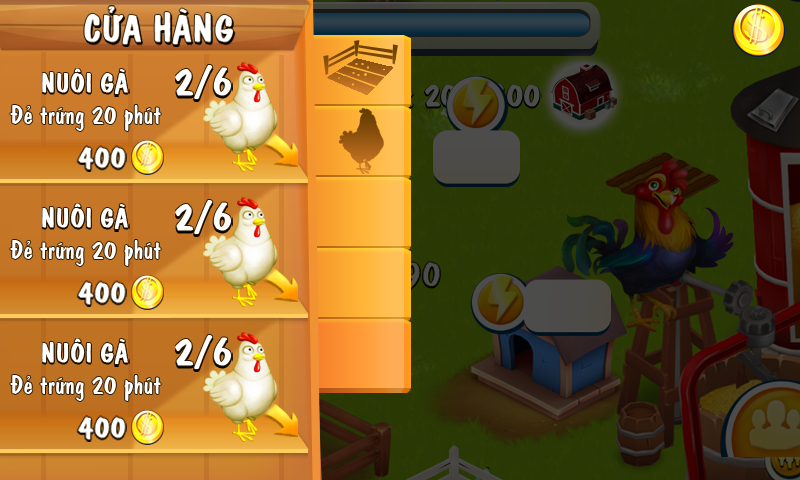 CỬA HÀNG
NUÔI GÀ 2/6
Đẻ trứng 20 phút
400
NUÔI GÀ 2/6
Đẻ trứng 20 phút
400
NUÔI GÀ 2/6
Đẻ trứng 20 phút
400